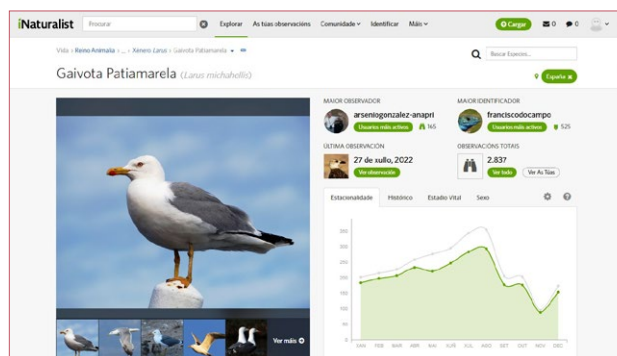 iNaturalist
Procurar
Explorar
As túas observacións
Comunidade
Identificar
Máis
Cargar
0
0
Vida
Reino Animalia
...
Xénero Larus
Gaivota Patiamarela
Buscar Especies...
Gaivota Patiamarela (Larus michahellis)
España
MAIOR OBSERVADOR
MAIOR IDENTIFICADOR
arseniogonzalez-anapri
franciscodocampo
Usuarios máis activos 165
Usuarios máis activos 525
ÚLTIMA OBSERVACIÓN
OBSERVACIÓNS TOTAIS
27 de xullo, 2022
2.837
Ver observación
Ver todo
Ver As Túas
Estacionalidade
Histórico
Estadio Vital
Sexo
350
300
250
200
150
100
50
0
XAN
FEB
MAR
ABR
MAI
XUÑ
XUL
AGO
SET
OUT
NOV
DEC
Ver máis